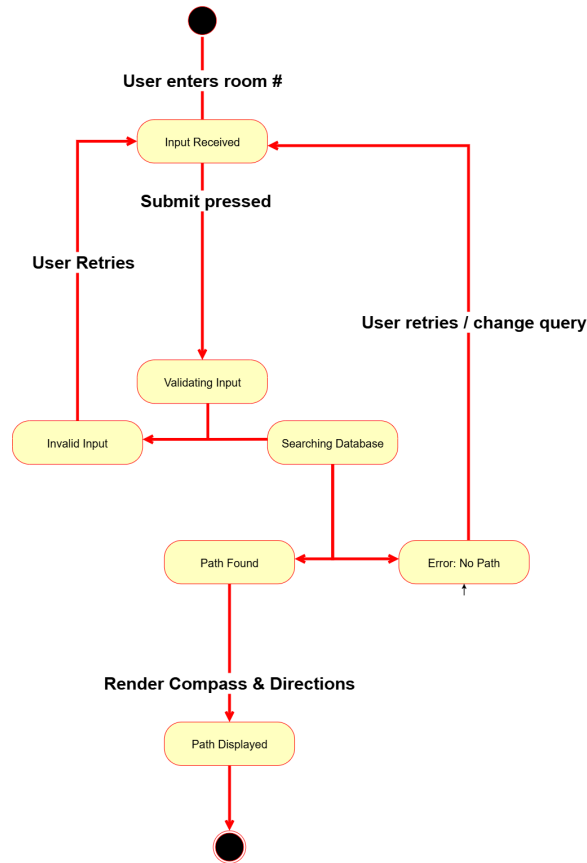 User enters room #
Input Received
Submit pressed
User Retries
User retries / change query
Validating Input
Invalid Input
Searching Database
Path Found
Error: No Path
Render Compass & Directions
Path Displayed